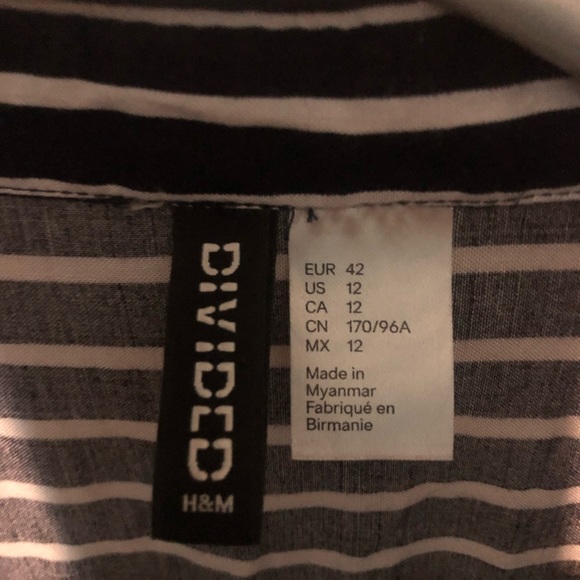 DIVIDED
H&M
EUR 42
US 12
CA 12
CN 170/96A
MX 12
Made in
Myanmar
Fabriqué en
Birmanie